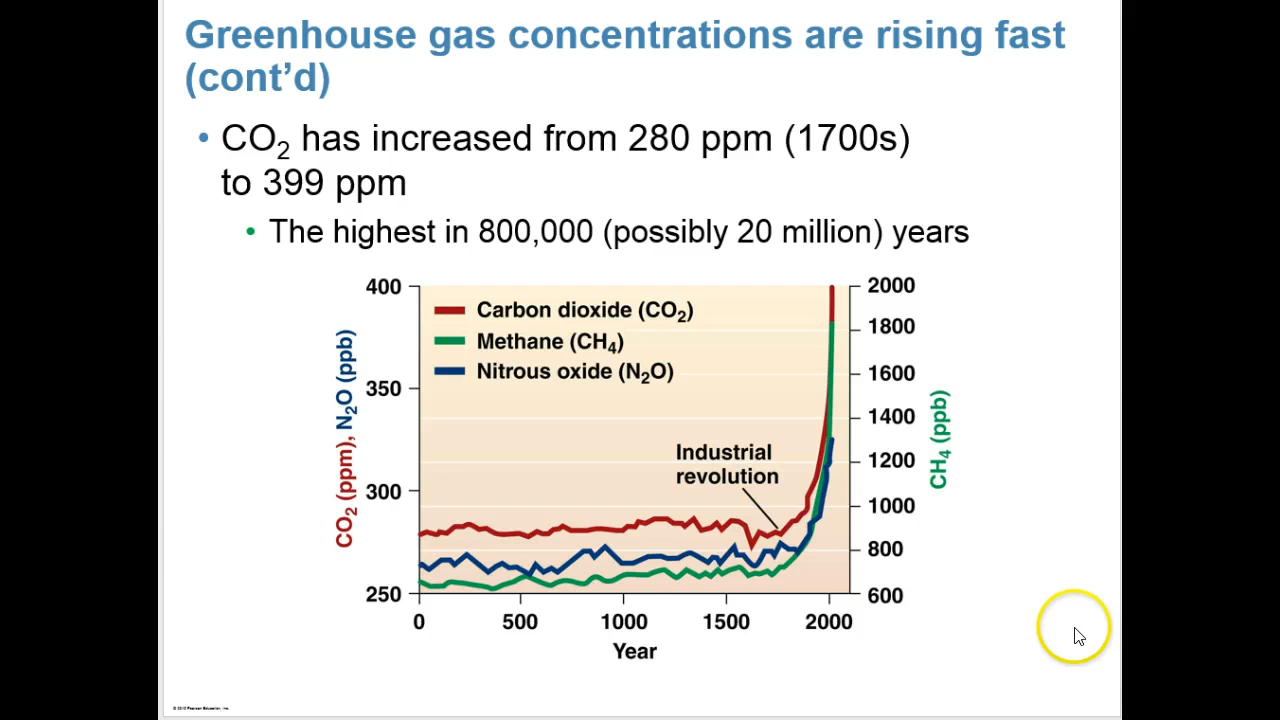 Greenhouse gas concentrations are rising fast
(cont’d)
• CO₂ has increased from 280 ppm (1700s)
to 399 ppm
• The highest in 800,000 (possibly 20 million) years
CO₂ (ppm), N₂O (ppb)
400
350
300
250
Carbon dioxide (CO₂)
Methane (CH₄)
Nitrous oxide (N₂O)
Industrial
revolution
2000
1800
1600
1400
1200
1000
800
600
CH₄ (ppb)
0 500 1000 1500 2000
Year